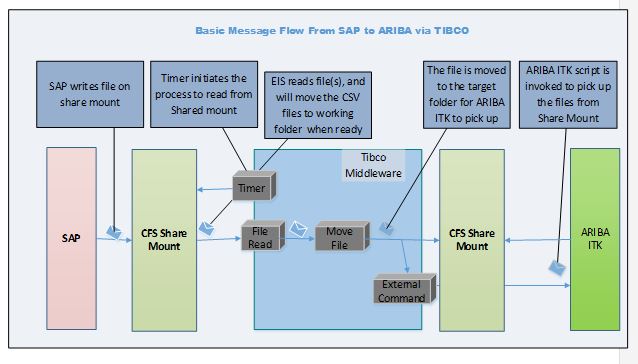 Basic Message Flow From SAP to ARIBA via TIBCO
SAP writes file on
share mount
Timer initiates the
process to read from
Shared mount
EIS reads file(s), and
will move the CSV
files to working
folder when ready
The file is moved
to the target
folder for ARIBA
ITK to pick up
ARIBA ITK script is
invoked to pick up
the files from
Share Mount
Tibco
Middleware
Timer
SAP
CFS Share
Mount
File
Read
Move
File
CFS Share
Mount
ARIBA
ITK
External
Command